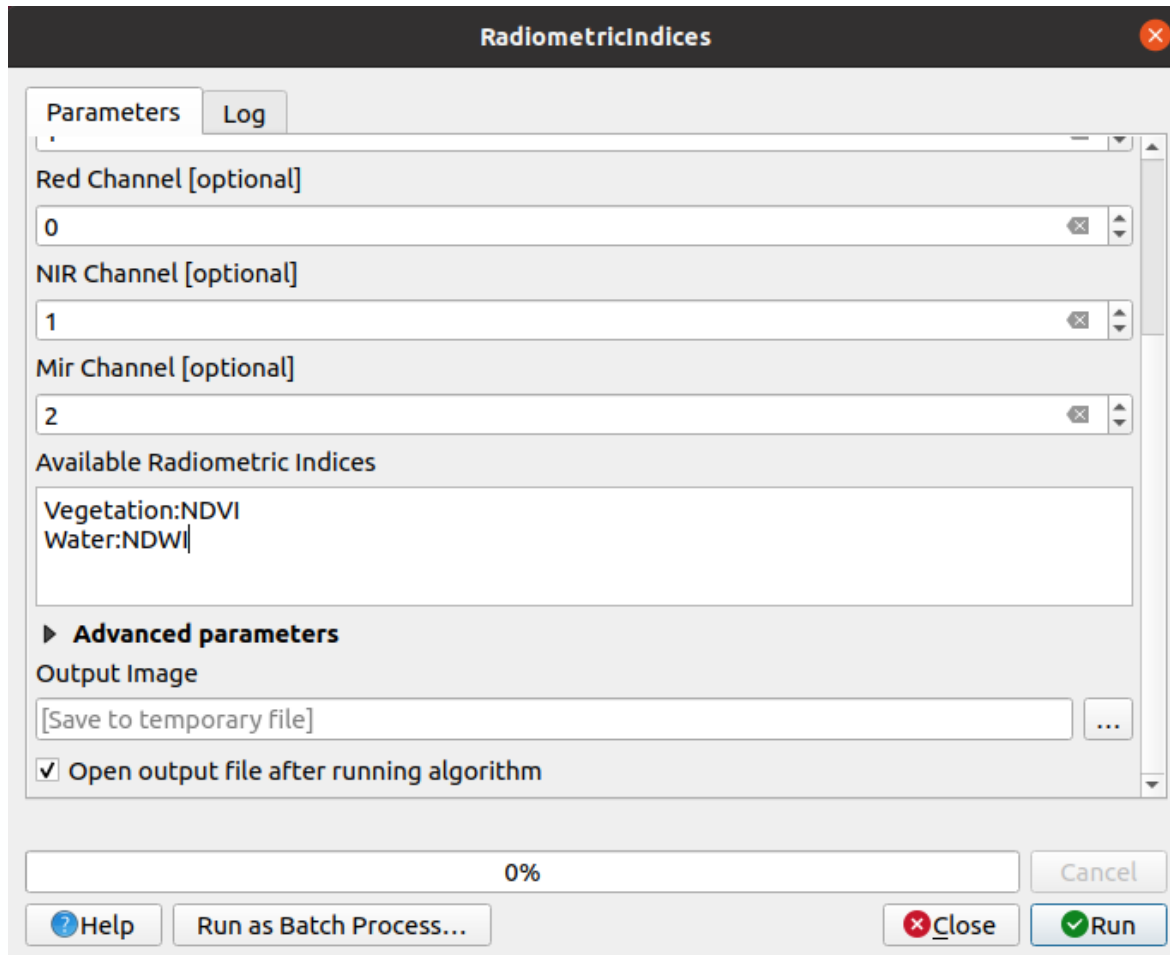 RadiometricIndices
Parameters
Log
Red Channel [optional]
0
NIR Channel [optional]
1
Mir Channel [optional]
2
Available Radiometric Indices
Vegetation:NDVI
Water:NDWI
Advanced parameters
Output Image
[Save to temporary file]
...
Open output file after running algorithm
0%
Cancel
Help
Run as Batch Process...
Close
Run